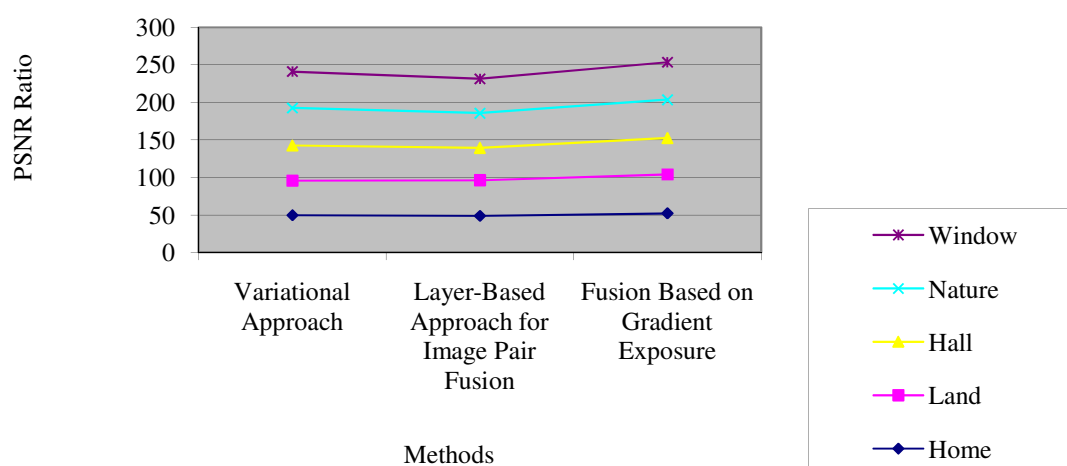 PSNR Ratio
300
250
200
150
100
50
0
Variational
Approach
Layer-Based
Approach for
Image Pair
Fusion
Fusion Based on
Gradient
Exposure
Methods
Window
Nature
Hall
Land
Home